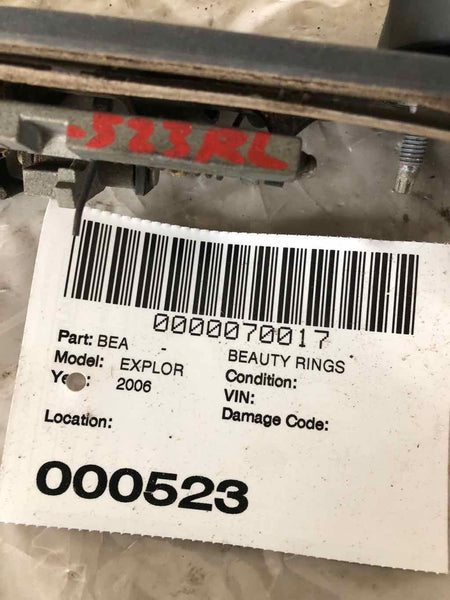 .523RL
0000070017
Part: BEA BEAUTY RINGS
Model: EXPLOR Condition:
2006 VIN:
Damage Code:
Location:
000523